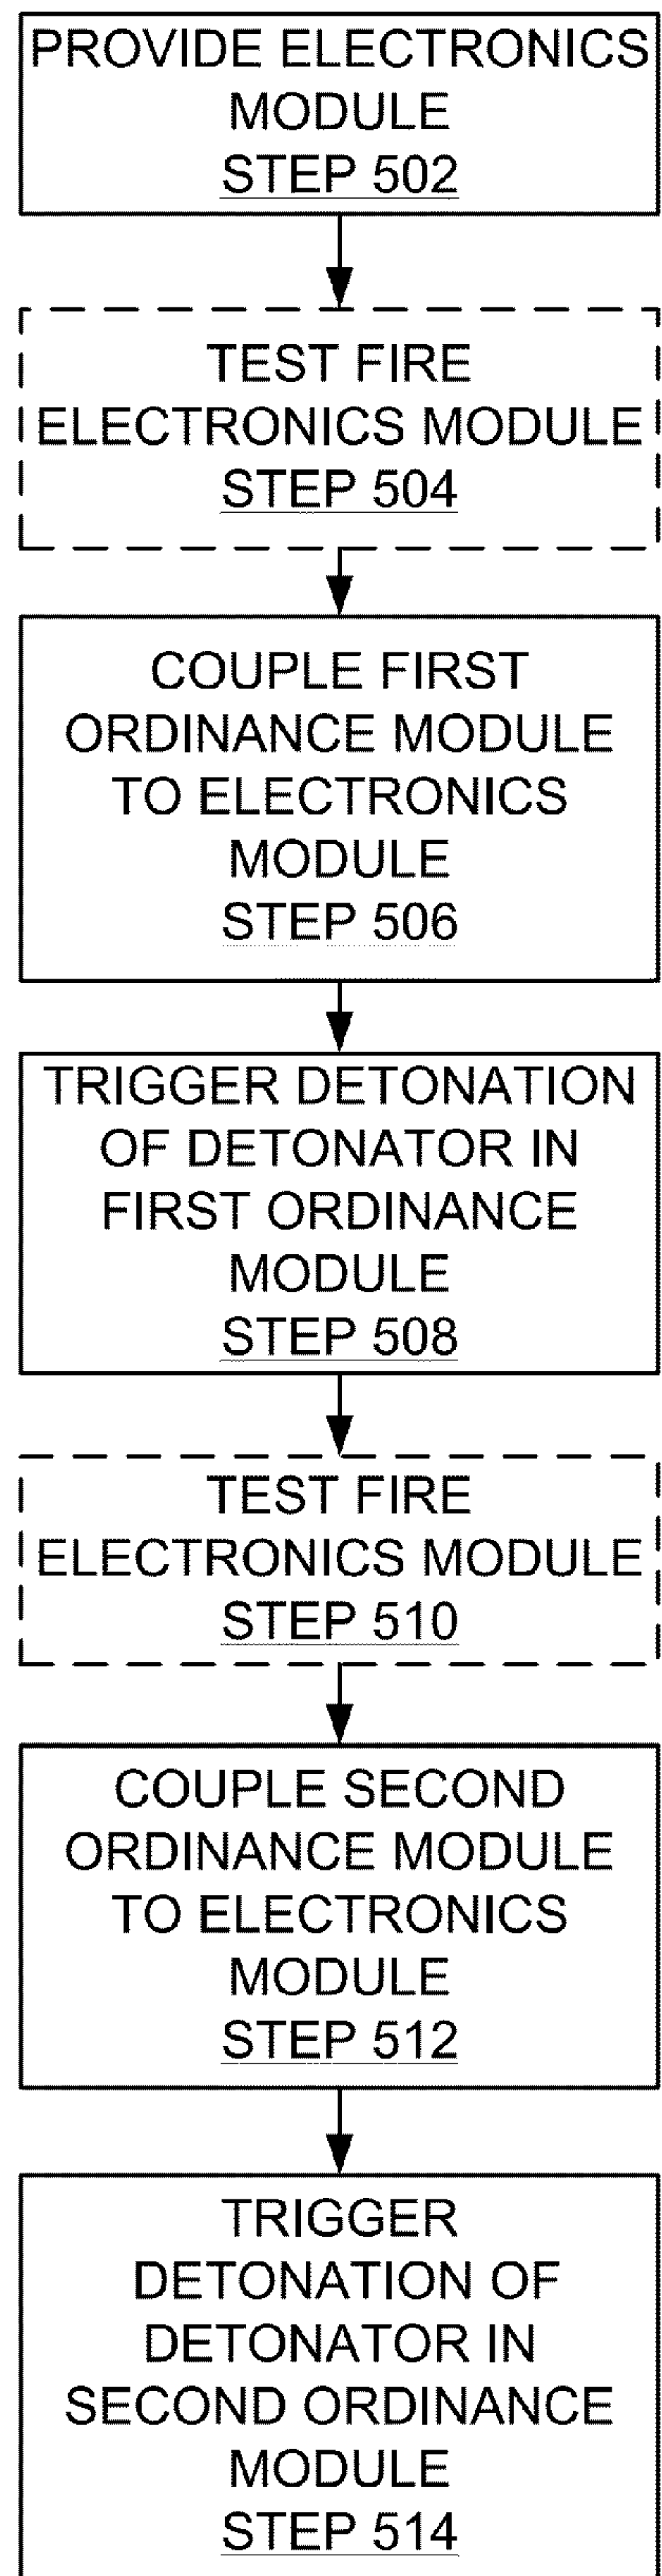 PROVIDE ELECTRONICS
MODULE
STEP 502
TEST FIRE
ELECTRONICS MODULE
STEP 504
COUPLE FIRST
ORDINANCE MODULE
TO ELECTRONICS
MODULE
STEP 506
TRIGGER DETONATION
OF DETONATOR IN
FIRST ORDINANCE
MODULE
STEP 508
TEST FIRE
ELECTRONICS MODULE
STEP 510
COUPLE SECOND
ORDINANCE MODULE
TO ELECTRONICS
MODULE
STEP 512
TRIGGER
DETONATION OF
DETONATOR IN
SECOND ORDINANCE
MODULE
STEP 514